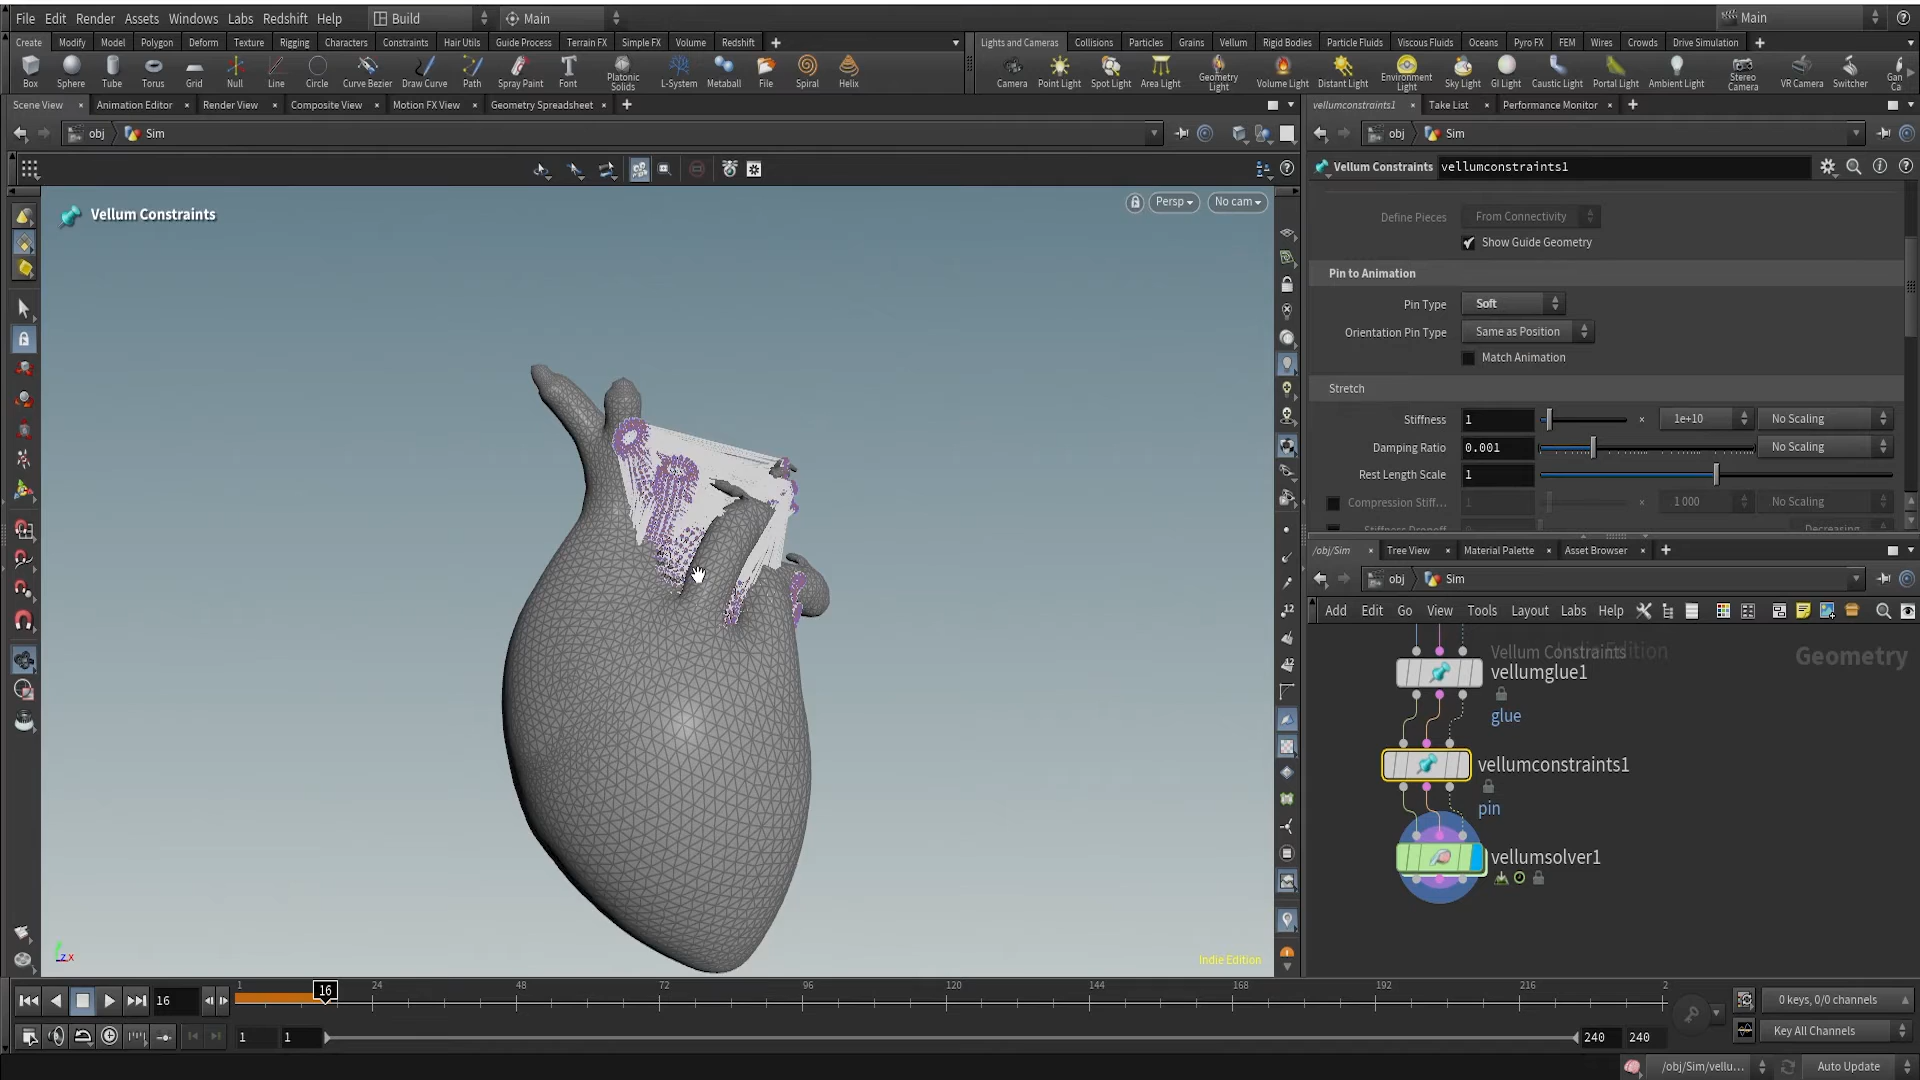 File Edit Render Assets Windows Labs Redshift Help Build Main Main
Create Modify Model Polygon Deform Texture Rigging Characters Constraints Hair Utils Guide Process Terrain FX Simple FX Volume Redshift
Lights and Cameras Collisions Particles Grains Vellum Rigid Bodies Particle Fluids Viscous Fluids Oceans Pyro FX FEM Wires Crowds Drive Simulation
Box Sphere Tube Torus Grid Null Line Circle Curve Bezier Draw Curve Path Spray Paint Font Platonic Solids L-System Metaball File Spiral Helix
Camera Point Light Spot Light Area Light Geometry Light Volume Light Distant Light Environment Light Sky Light GI Light Caustic Light Portal Light Ambient Light Stereo Camera VR Camera Switcher Gan Ca
Scene View Animation Editor Render View Composite View Motion FX View Geometry Spreadsheet
vellumconstraints1 Take List Performance Monitor
obj Sim
obj Sim
Vellum Constraints vellumconstraints1
Vellum Constraints
Persp No cam
Define Pieces From Connectivity
Show Guide Geometry
Pin to Animation
Pin Type Soft
Orientation Pin Type Same as Position
Match Animation
Stretch
Stiffness 1 × 1e+10 No Scaling
Damping Ratio 0.001 No Scaling
Rest Length Scale 1
Compression Stiff... 1 × 1.000 No Scaling
Stiffness Dropoff Decreasing
/obj/Sim Tree View Material Palette Asset Browser
obj Sim
Add Edit Go View Tools Layout Labs Help
Vellum Constraints
Indie Edition
Geometry
vellumglue1
glue
vellumconstraints1
pin
vellumsolver1
12
12
z x
Indie Edition
16
1 16 24 48 72 96 120 144 168 192 216 2
0 keys, 0/0 channels
1 1 240 240
Key All Channels
/obj/Sim/vellu... Auto Update